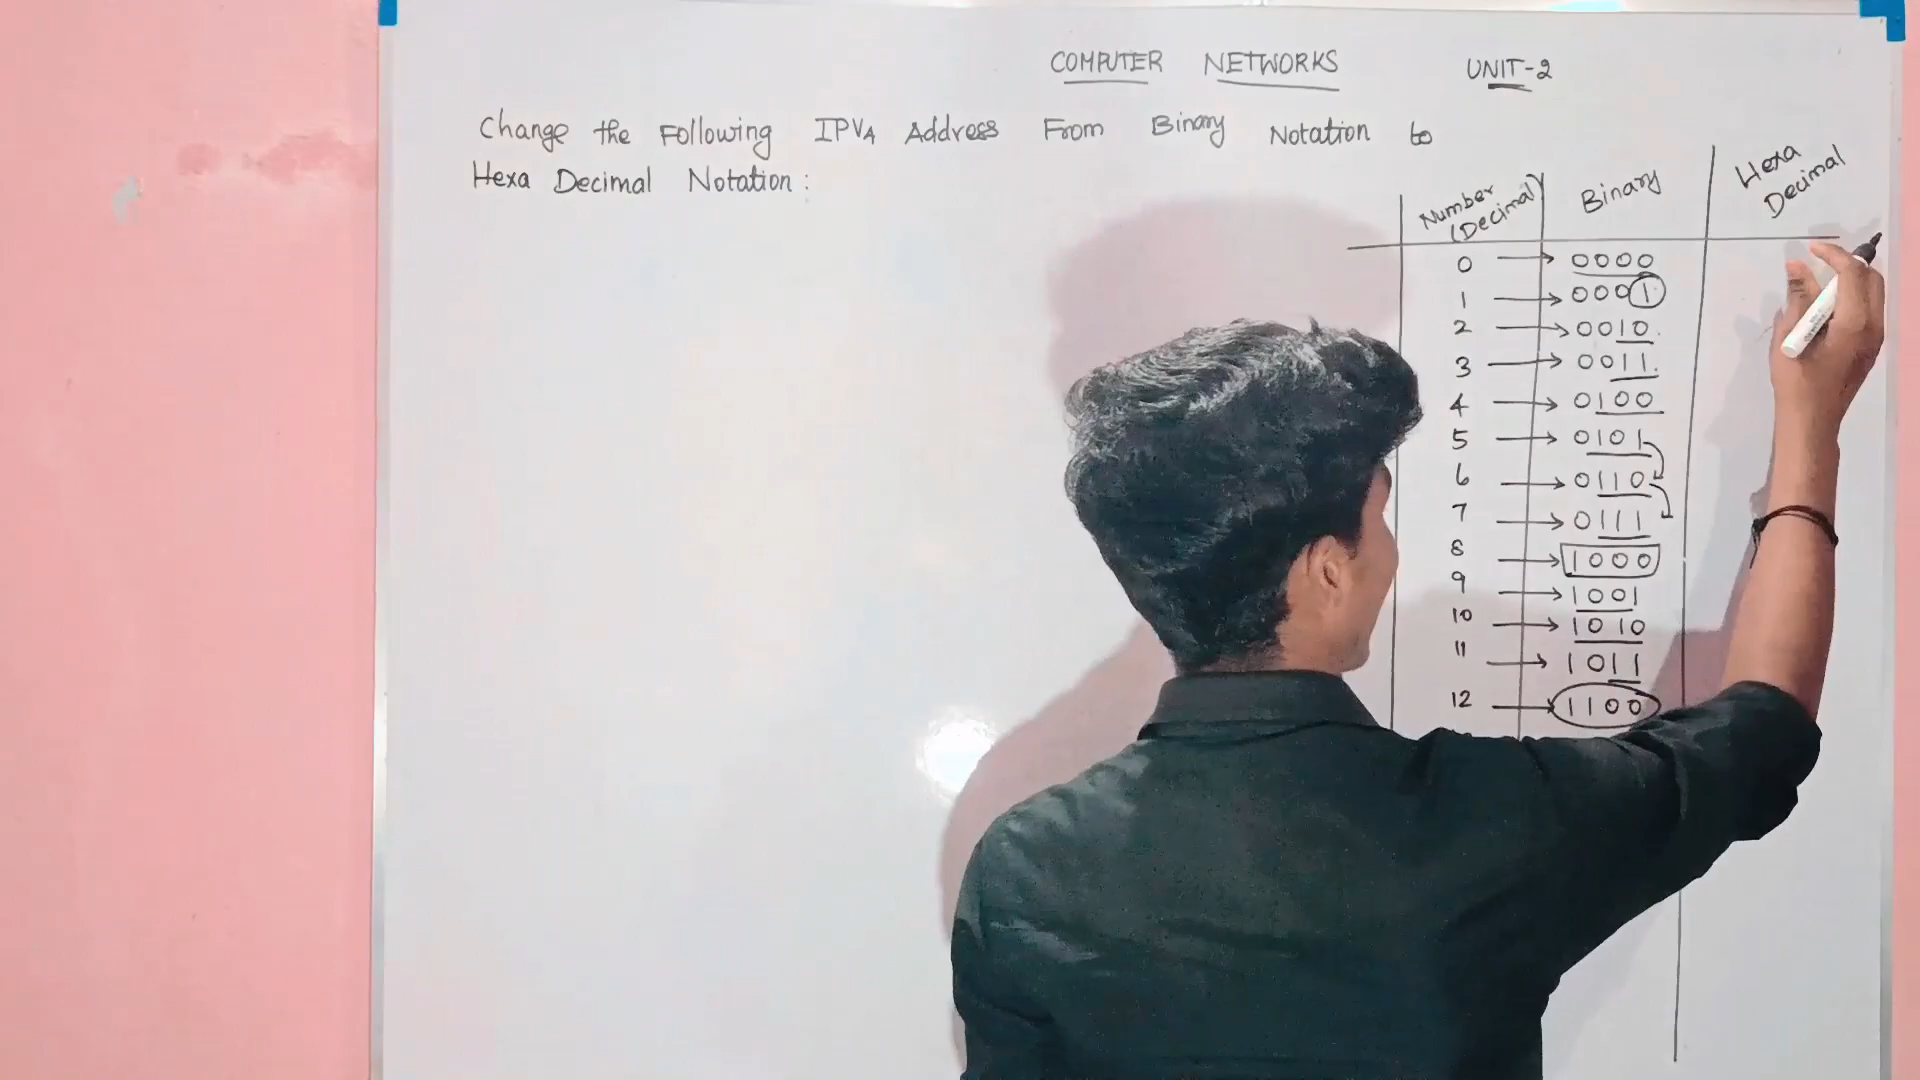 COMPUTER NETWORKS UNIT-2
Change the Following IPV4 Address From Binary Notation to
Hexa Decimal Notation :
Number (Decimal) Binary Hexa Decimal
0 → 0000
1 → 0001
2 → 0010
3 → 0011
4 → 0100
5 → 0101
6 → 0110
7 → 0111
8 → 1000
9 → 1001
10 → 1010
11 → 1011
12 → 1100